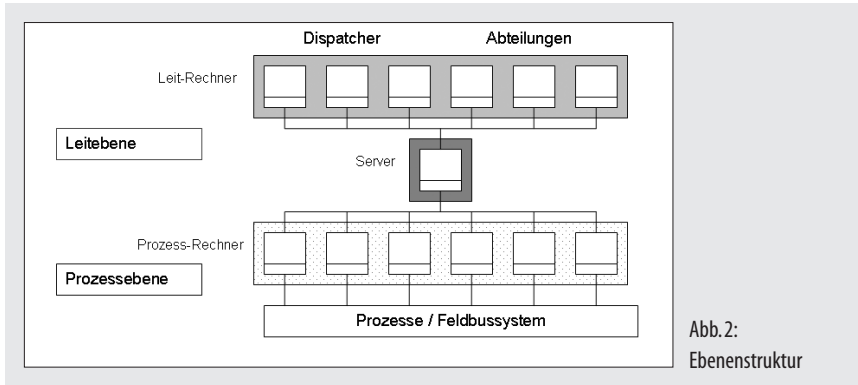 Dispatcher Abteilungen
Leit-Rechner
Leitebene
Server
Prozess-Rechner
Prozessebene
Prozesse / Feldbussystem
Abb. 2:
Ebenenstruktur